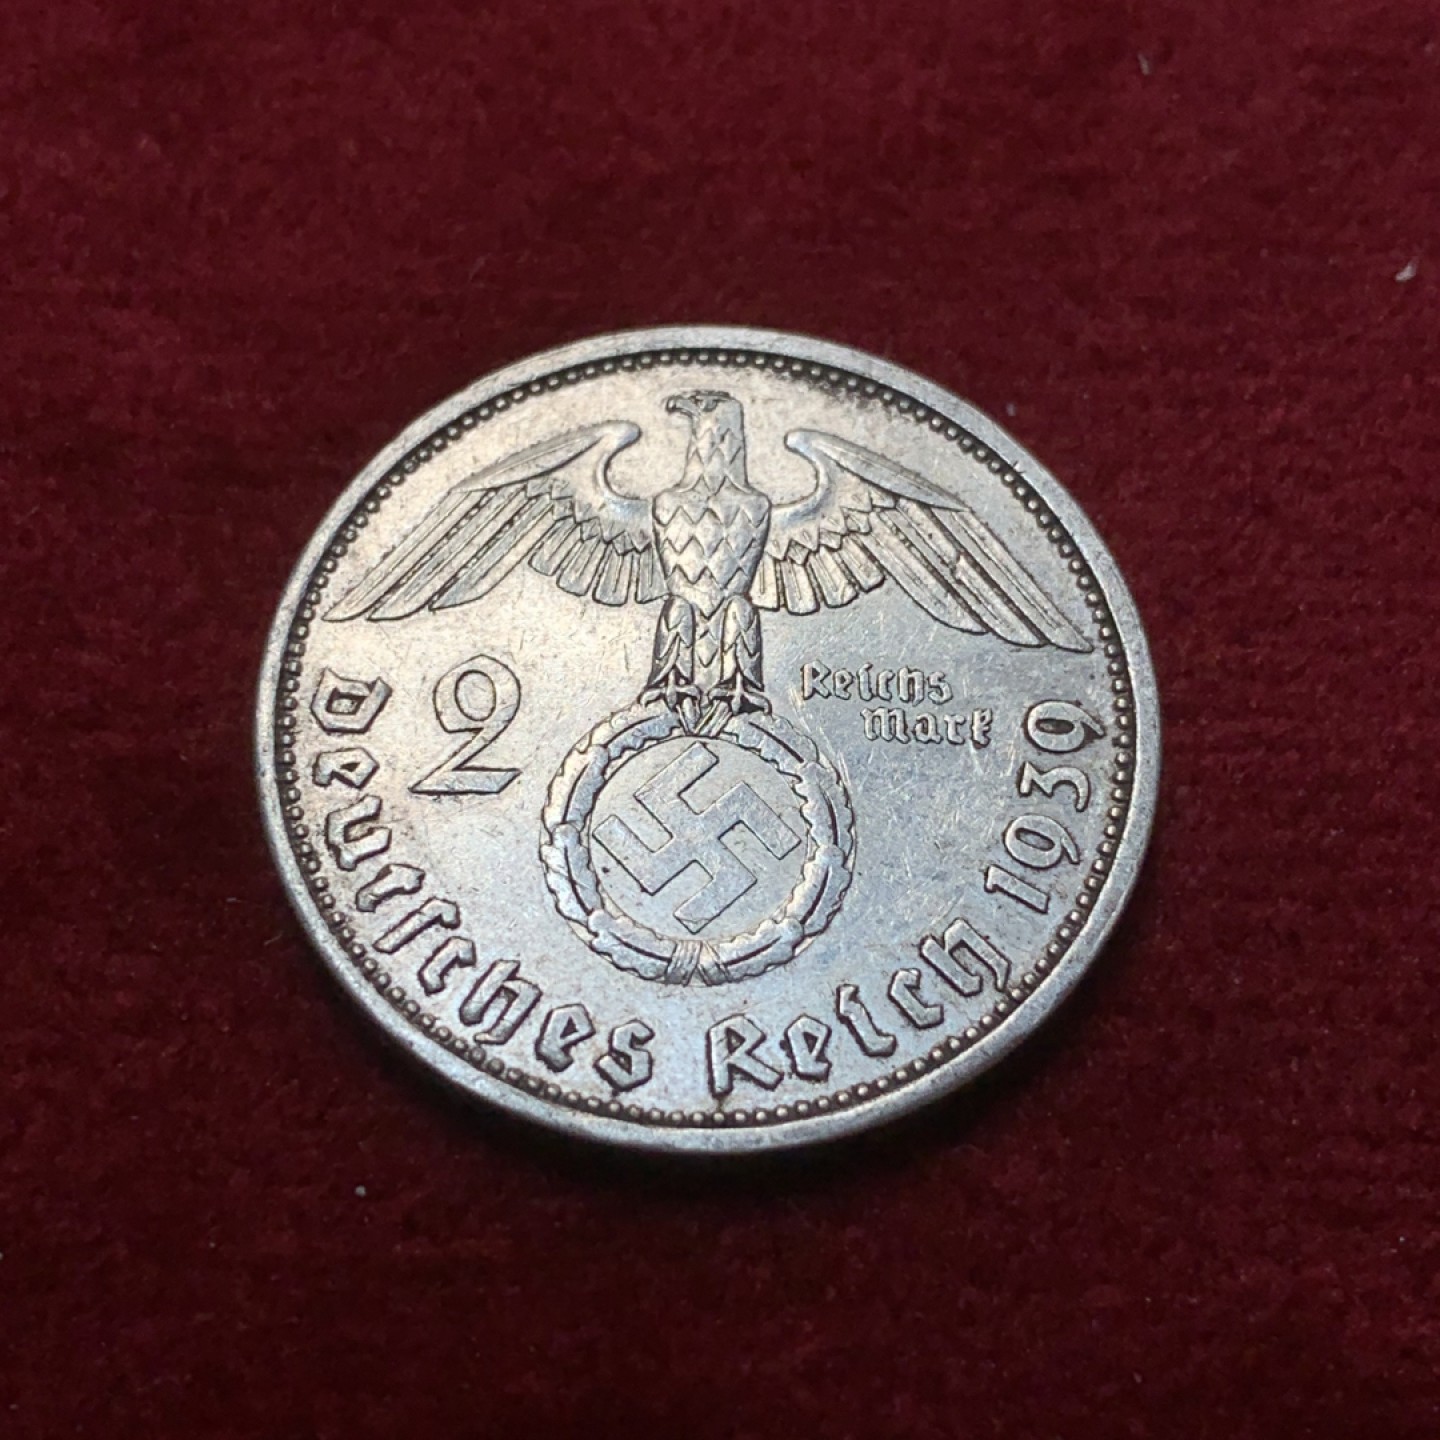 2
Reichs
Mark
Deutſches Reich 1939